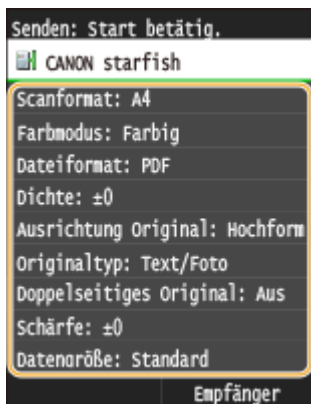 Senden: Start betätig.
CANON starfish
Scanformat: A4
Farbmodus: Farbig
Dateiformat: PDF
Dichte: ±0
Ausrichtung Original: Hochform
Originaltyp: Text/Foto
Doppelseitiges Original: Aus
Schärfe: ±0
Datengröße: Standard
Empfänger